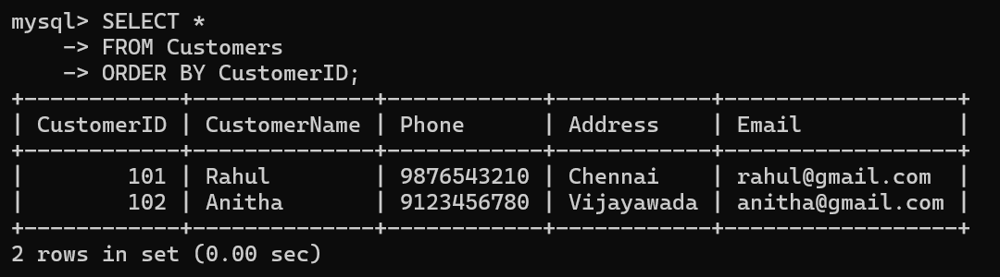 mysql> SELECT *
    -> FROM Customers
    -> ORDER BY CustomerID;
+------------+--------------+------------+------------+------------------+
| CustomerID | CustomerName | Phone      | Address    | Email            |
+------------+--------------+------------+------------+------------------+
|        101 | Rahul        | 9876543210 | Chennai    | rahul@gmail.com  |
|        102 | Anitha       | 9123456780 | Vijayawada | anitha@gmail.com |
+------------+--------------+------------+------------+------------------+
2 rows in set (0.00 sec)